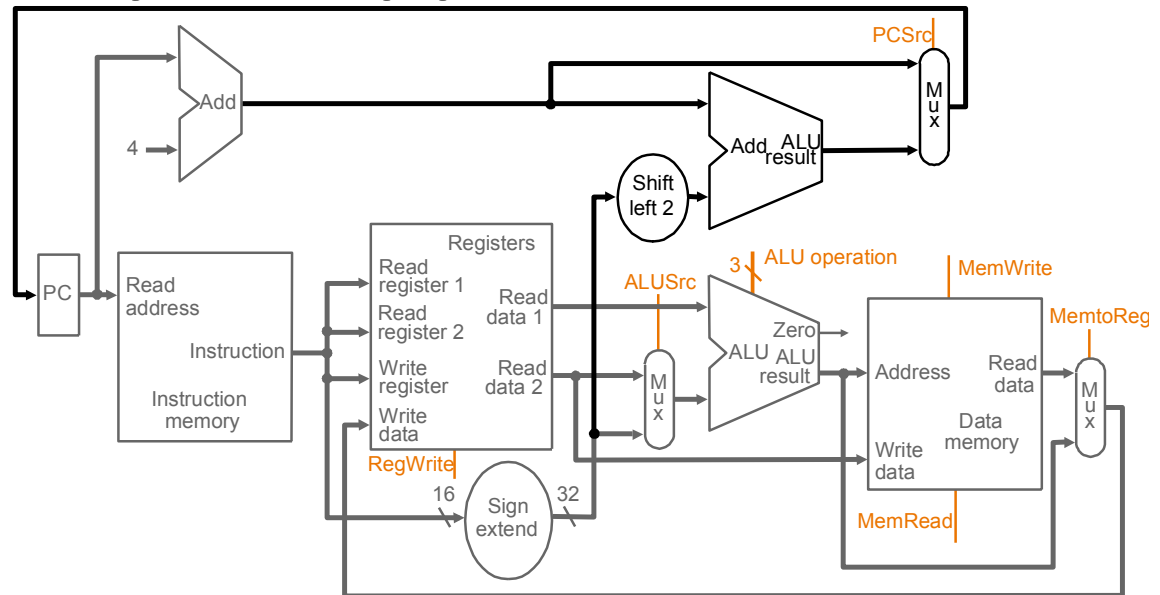 PCSrc
Add
4
M
u
x
Add
ALU
result
Shift
left 2
Registers
ALU operation
3
MemWrite
PC
Read
address
Read
register 1
Read
data 1
ALUSrc
Read
register 2
Zero
MemtoReg
Instruction
Write
register
Read
data 2
M
u
x
ALU
ALU
result
Address
Read
data
M
u
x
Instruction
memory
Write
data
Data
memory
Write
data
RegWrite
16
Sign
extend
32
MemRead